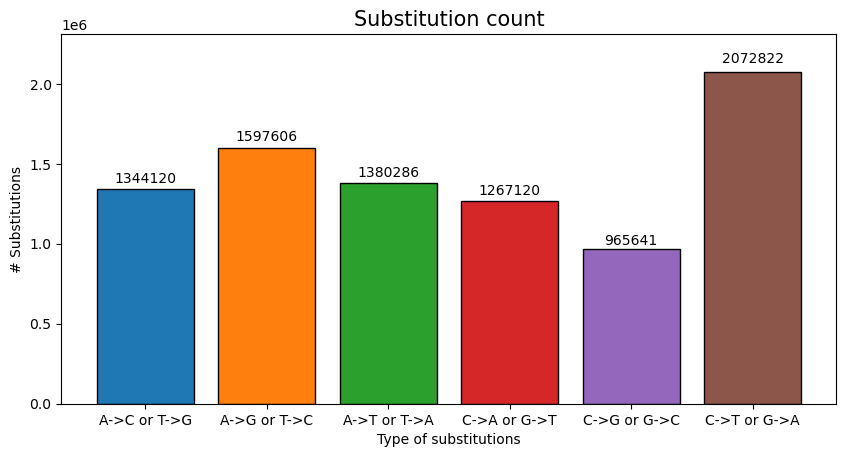 Substitution count
1e6
2.0
1.5
1.0
0.5
0.0
# Substitutions
1344120
1597606
1380286
1267120
965641
2072822
A->C or T->G
A->G or T->C
A->T or T->A
C->A or G->T
C->G or G->C
C->T or G->A
Type of substitutions